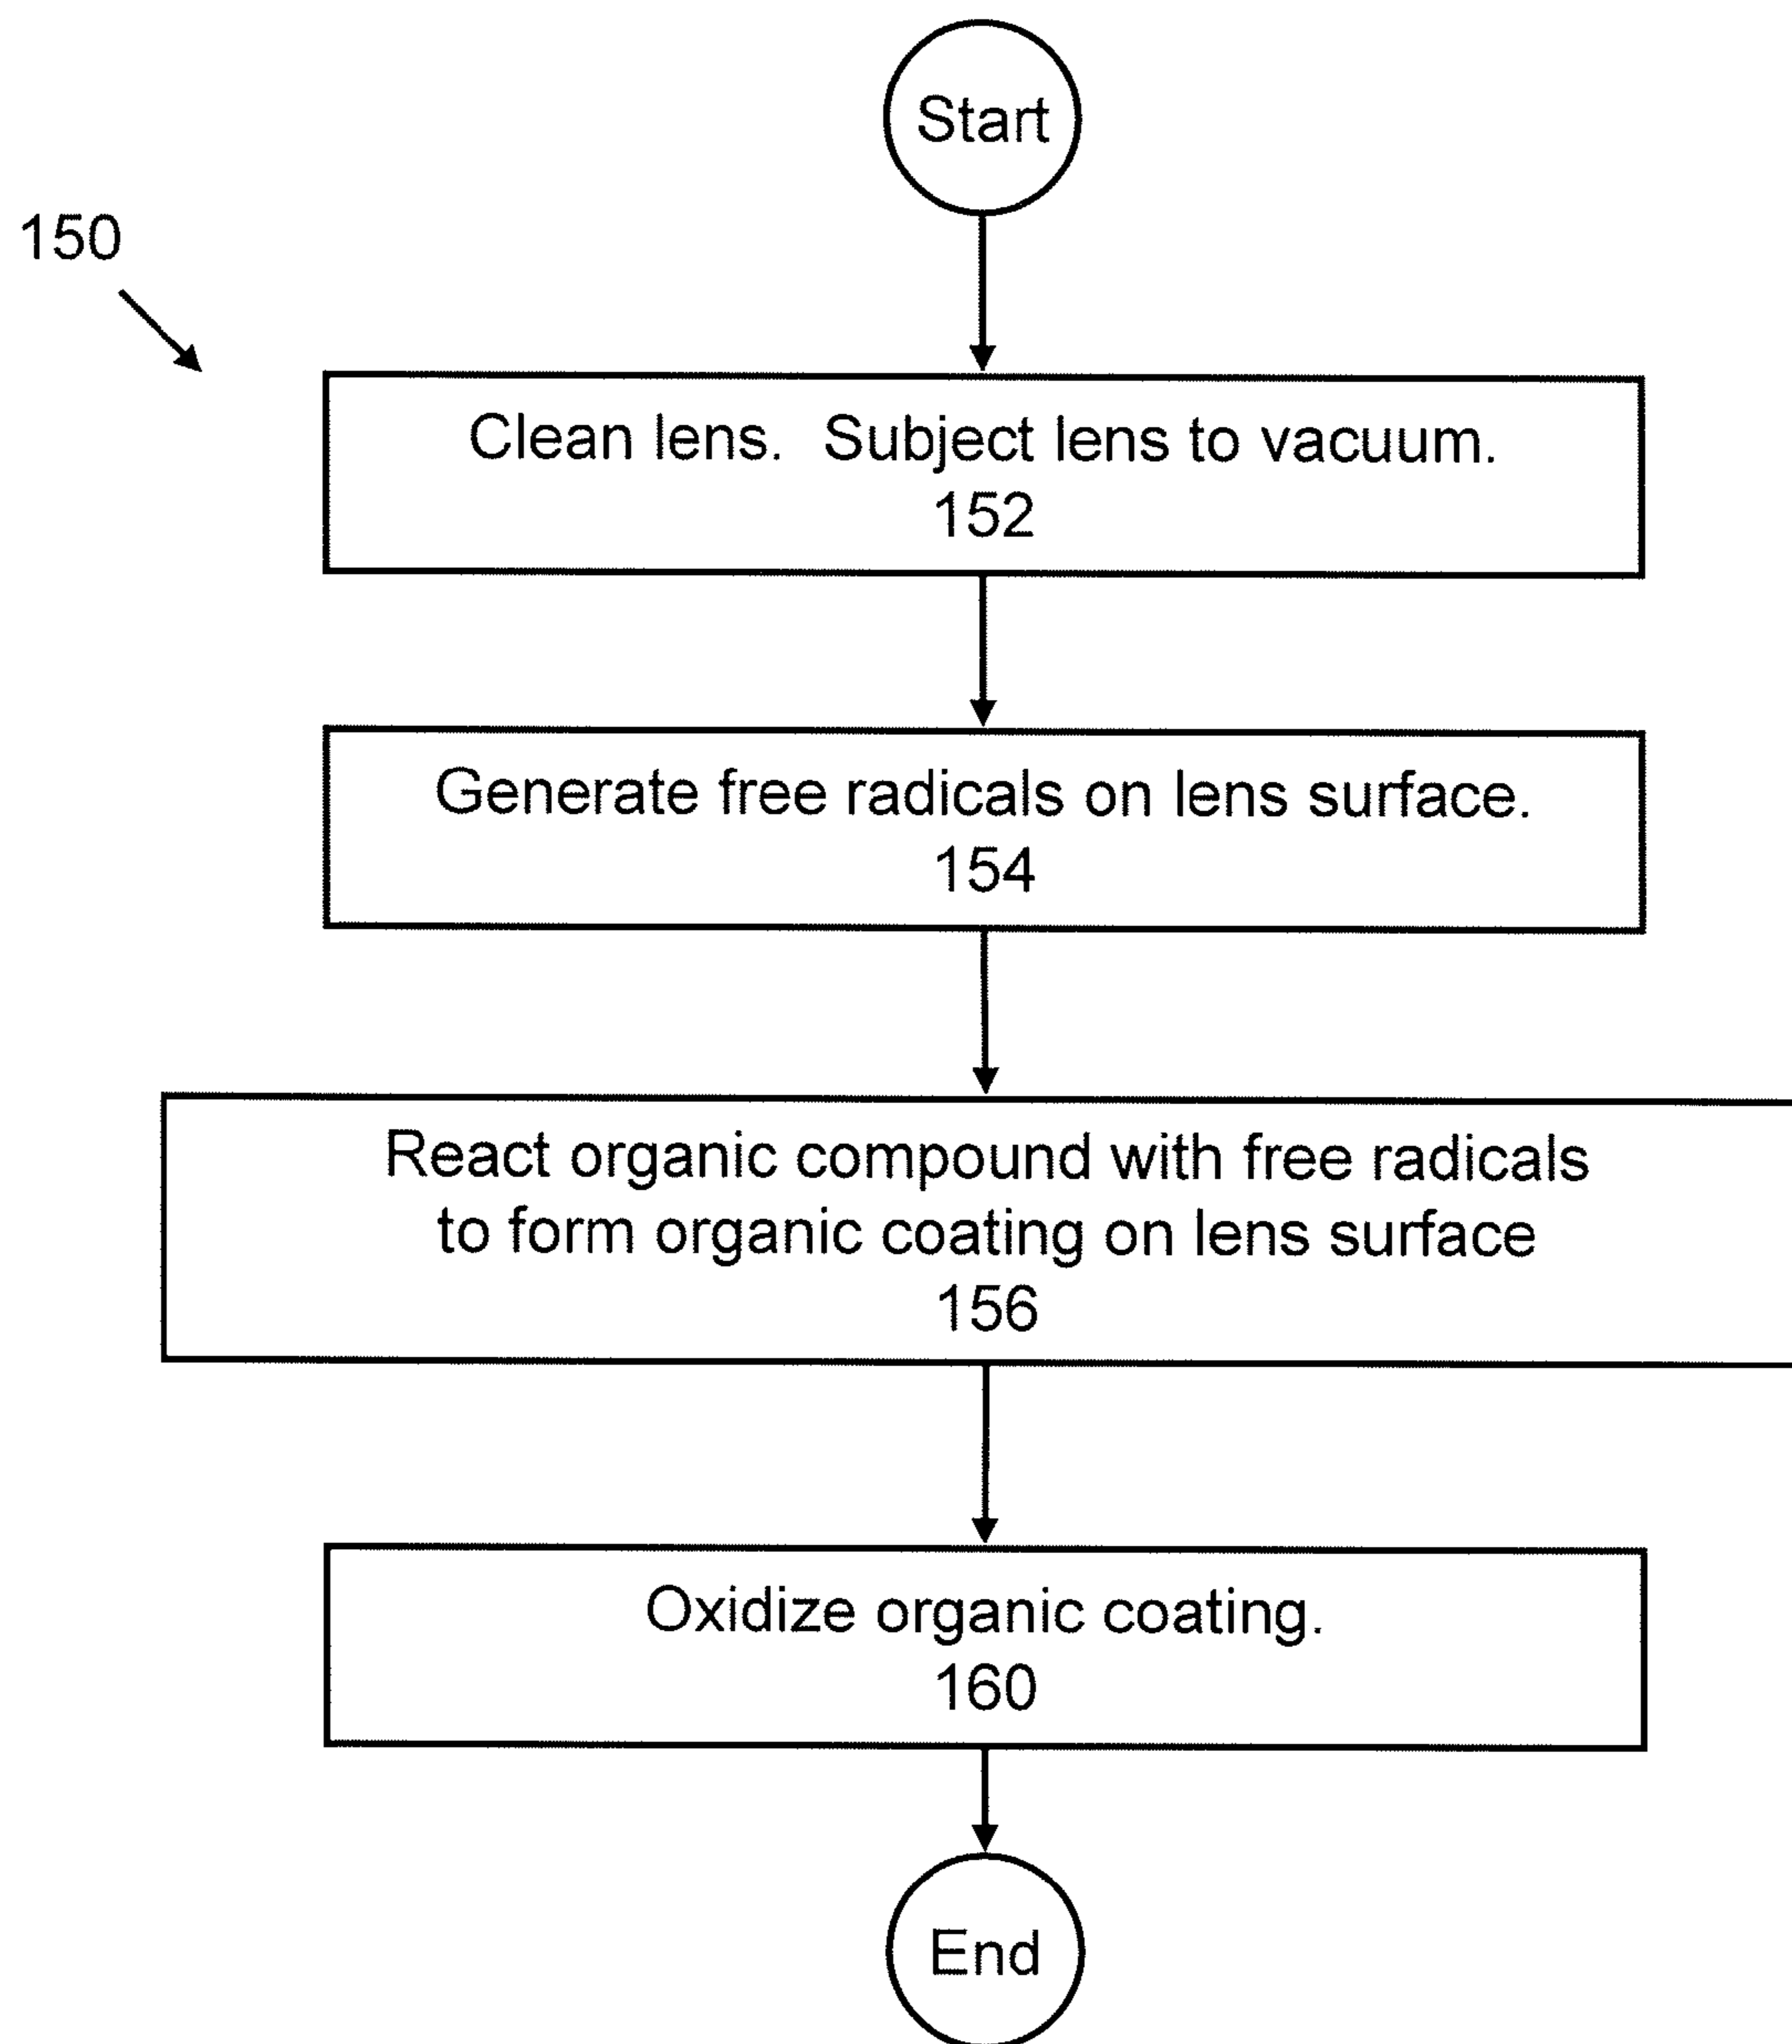 Start
150
Clean lens.  Subject lens to vacuum.
152
Generate free radicals on lens surface.
154
React organic compound with free radicals
to form organic coating on lens surface
156
Oxidize organic coating.
160
End